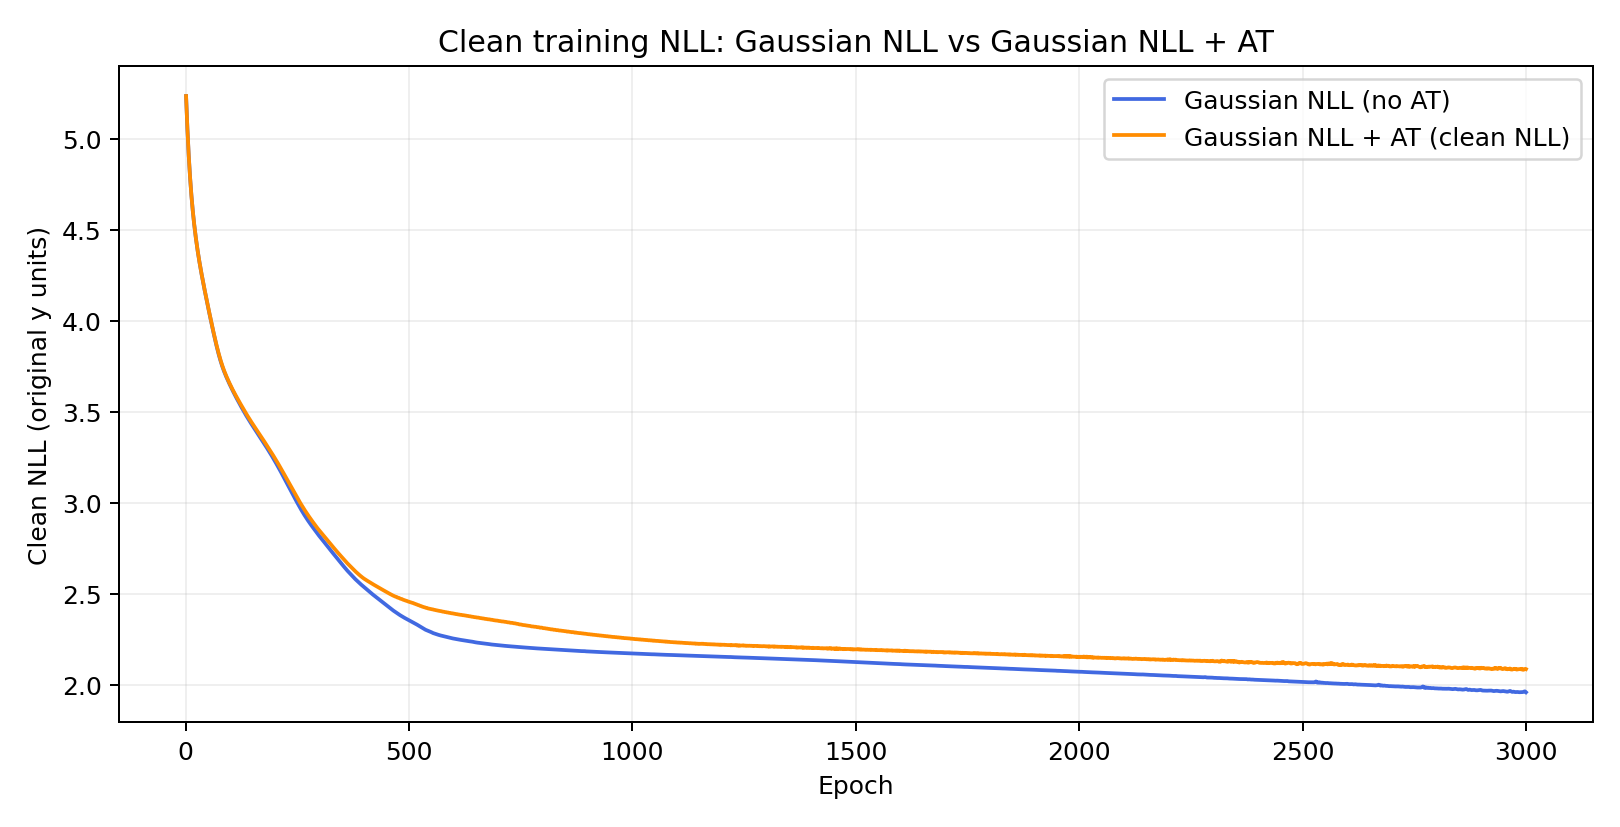 Clean training NLL: Gaussian NLL vs Gaussian NLL + AT
Gaussian NLL (no AT)
Gaussian NLL + AT (clean NLL)
Clean NLL (original y units)
5.0
4.5
4.0
3.5
3.0
2.5
2.0
0 500 1000 1500 2000 2500 3000
Epoch